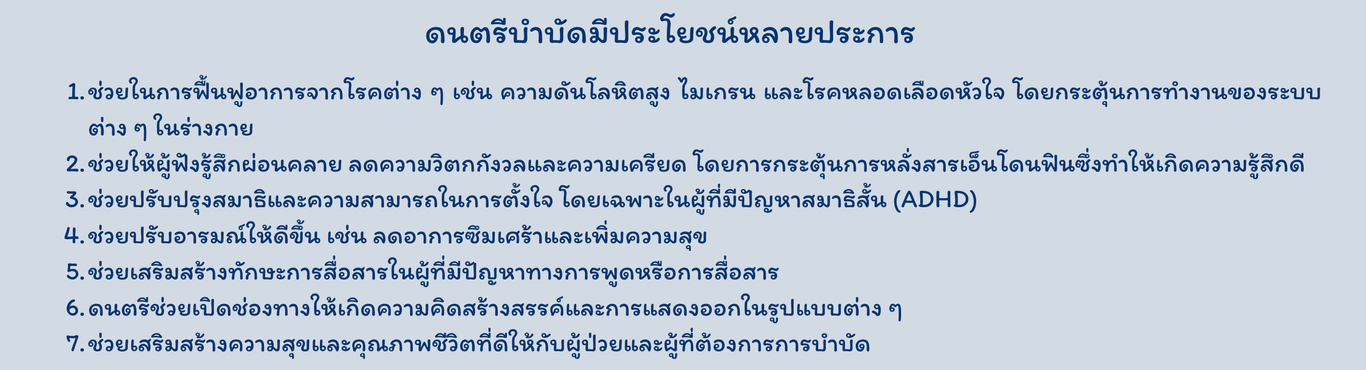 ดนตรีบำบัดมีประโยชน์หลายประการ
1. ช่วยในการฟื้นฟูอาการจากโรคต่าง ๆ เช่น ความดันโลหิตสูง ไมเกรน และโรคหลอดเลือดหัวใจ โดยกระตุ้นการทำงานของระบบ
ต่าง ๆ ในร่างกาย
2. ช่วยให้ผู้ฟังรู้สึกผ่อนคลาย ลดความวิตกกังวลและความเครียด โดยการกระตุ้นการหลั่งสารเอ็นโดนฟินซึ่งทำให้เกิดความรู้สึกดี
3. ช่วยปรับปรุงสมาธิและความสามารถในการตั้งใจ โดยเฉพาะในผู้ที่มีปัญหาสมาธิสั้น (ADHD)
4. ช่วยปรับอารมณ์ให้ดีขึ้น เช่น ลดอาการซึมเศร้าและเพิ่มความสุข
5. ช่วยเสริมสร้างทักษะการสื่อสารในผู้ที่มีปัญหาทางการพูดหรือการสื่อสาร
6. ดนตรีช่วยเปิดช่องทางให้เกิดความคิดสร้างสรรค์และการแสดงออกในรูปแบบต่าง ๆ
7. ช่วยเสริมสร้างความสุขและคุณภาพชีวิตที่ดีให้กับผู้ป่วยและผู้ที่ต้องการการบำบัด